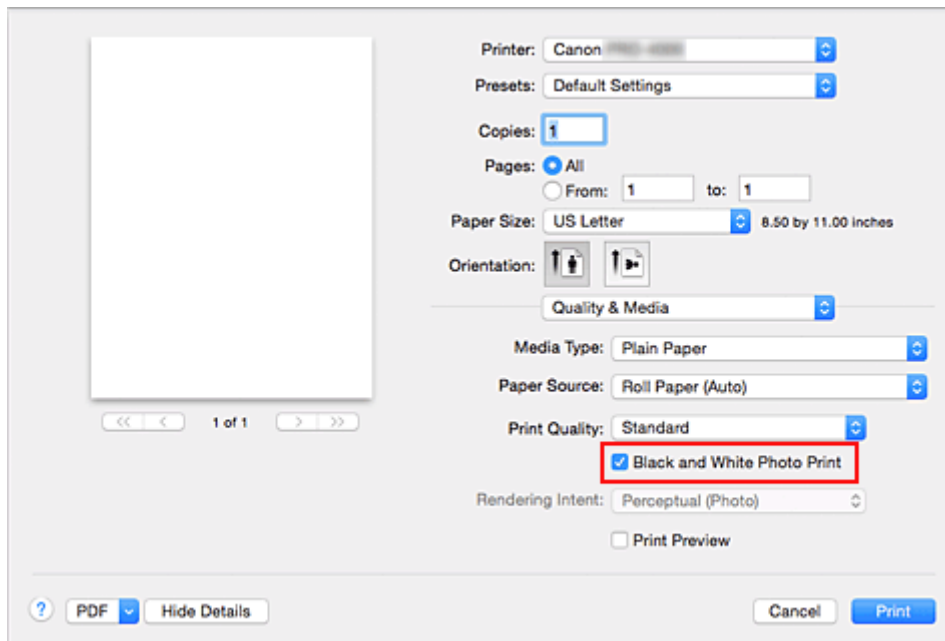 Printer: Canon
Presets: Default Settings
Copies: 1
Pages: All
From: 1 to: 1
Paper Size: US Letter 8.50 by 11.00 inches
Orientation:
Quality & Media
Media Type: Plain Paper
Paper Source: Roll Paper (Auto)
<< < 1 of 1 > >>
Print Quality: Standard
Black and White Photo Print
Rendering Intent: Perceptual (Photo)
Print Preview
? PDF Hide Details Cancel Print